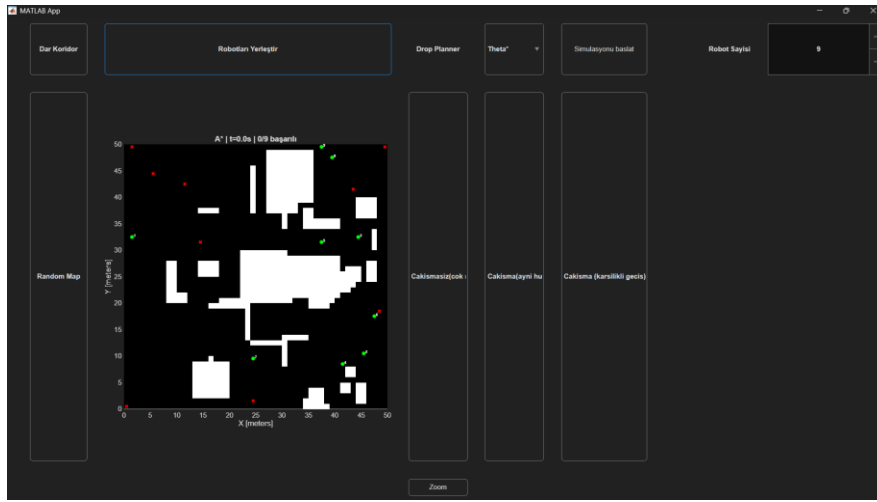 MATLAB App
Dar Koridor
Robotları Yerleştir
Drop Planner
Theta*
Simulasyonu baslat
Robot Sayisi
9
Random Map
A* | t=0.0s | 0/9 başarılı
50
45
40
35
30
25
20
15
10
5
0
Y [meters]
0 5 10 15 20 25 30 35 40 45 50
X [meters]
Cakismasiz(cok
Cakisma(ayni hu
Cakisma (karsilikli gecis)
Zoom